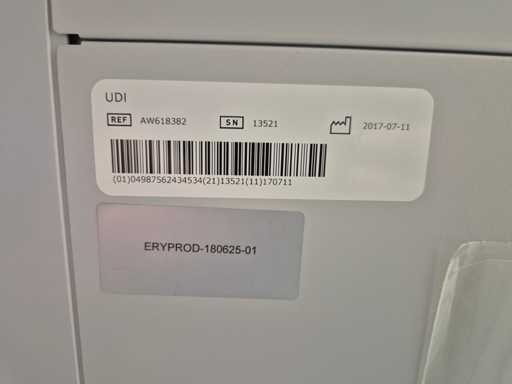 UDI
REF AW618382 SN 13521 2017-07-11
(01)04987562434534(21)13521(11)170711
ERYPROD-180625-01